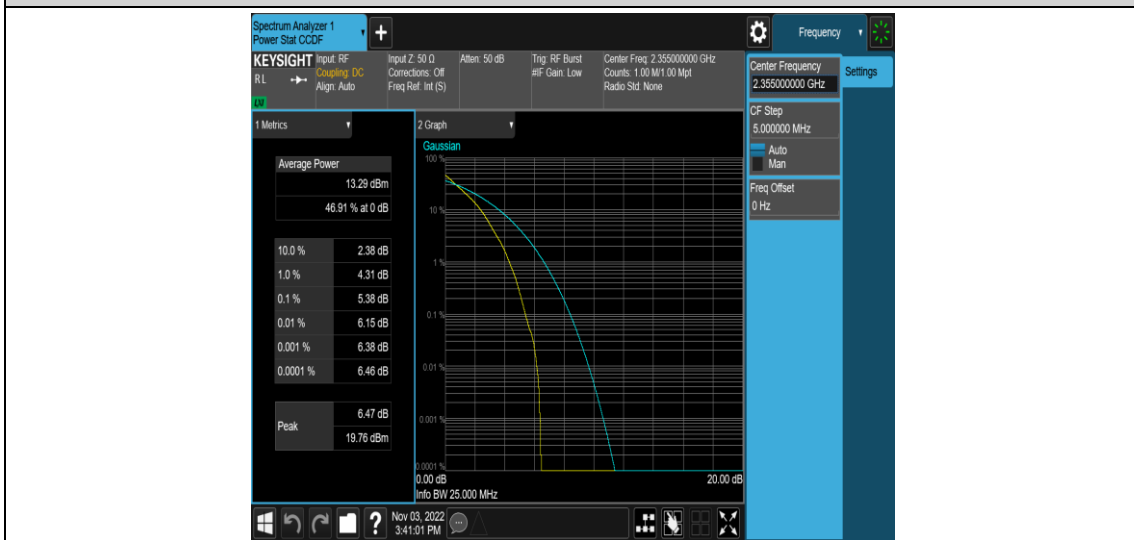 Spectrum Analyzer 1
Power Stat CCDF
Frequency
KEYSIGHT
RL
LXI
Input: RF
Coupling: DC
Align: Auto
Input Z: 50 Ω
Corrections: Off
Freq Ref: Int (S)
Atten: 50 dB
Trig: RF Burst
#IF Gain: Low
Center Freq: 2.355000000 GHz
Counts: 1.00 M/1.00 Mpt
Radio Std: None
Center Frequency
2.355000000 GHz
Settings
CF Step
5.000000 MHz
Auto
Man
Freq Offset
0 Hz
1 Metrics
Average Power
13.29 dBm
46.91 % at 0 dB
10.0 % 2.38 dB
1.0 % 4.31 dB
0.1 % 5.38 dB
0.01 % 6.15 dB
0.001 % 6.38 dB
0.0001 % 6.46 dB
Peak 6.47 dB
19.76 dBm
2 Graph
Gaussian
100 %
10 %
1 %
0.1 %
0.01 %
0.001 %
0.0001 %
0.00 dB 20.00 dB
Info BW 25.000 MHz
?
Nov 03, 2022
3:41:01 PM